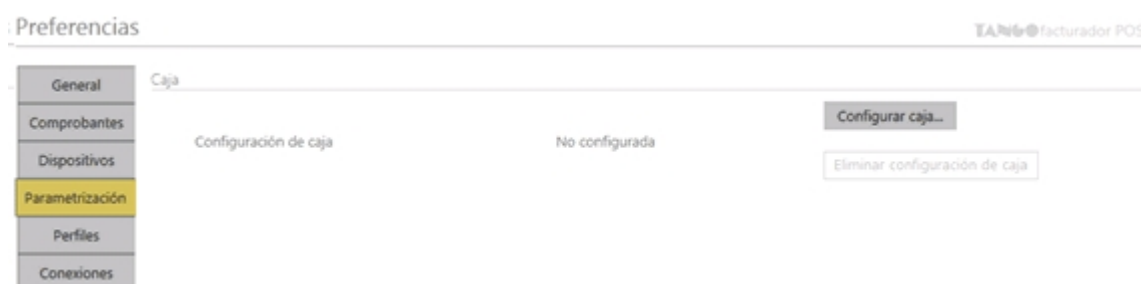 Preferencias
TANGO facturador POS
General
Comprobantes
Dispositivos
Parametrización
Perfiles
Conexiones
Caja
Configuración de caja
No configurada
Configurar caja...
Eliminar configuración de caja